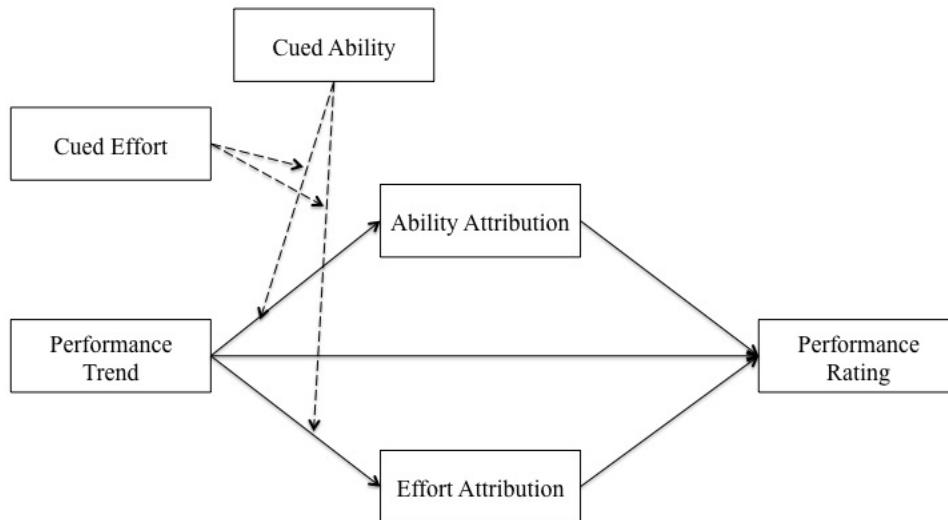 Cued Ability
Cued Effort
Ability Attribution
Performance
Trend
Performance
Rating
Effort Attribution